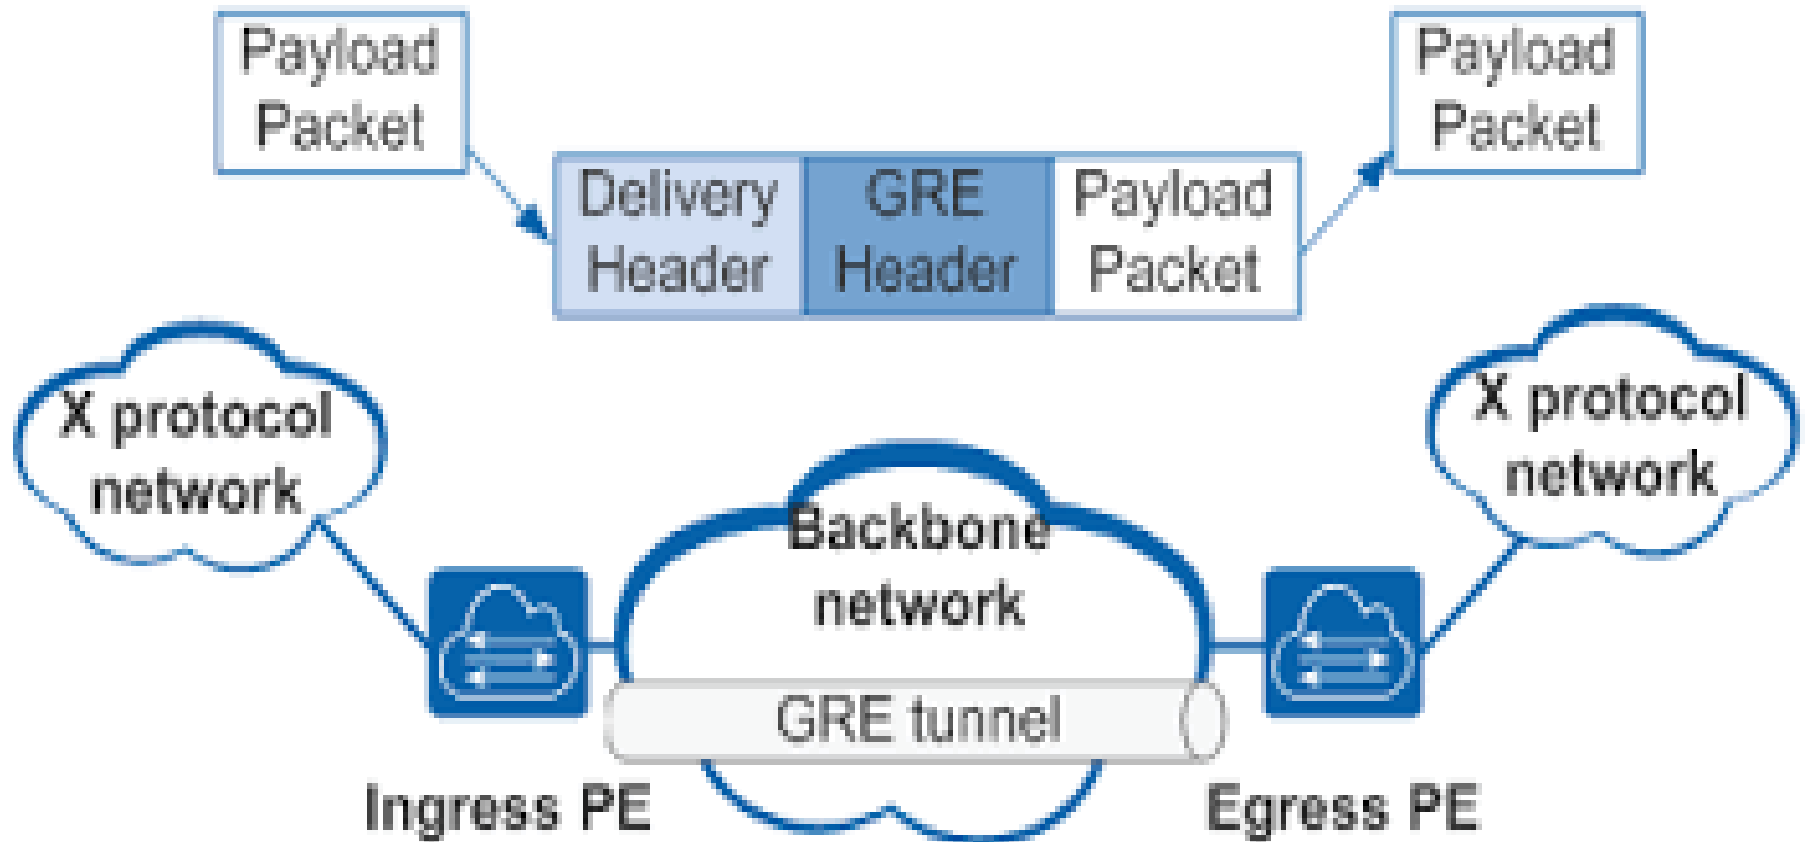 Payload
Packet
Payload
Packet
Delivery
Header
GRE
Header
Payload
Packet
X protocol
network
X protocol
network
Backbone
network
GRE tunnel
Ingress PE
Egress PE